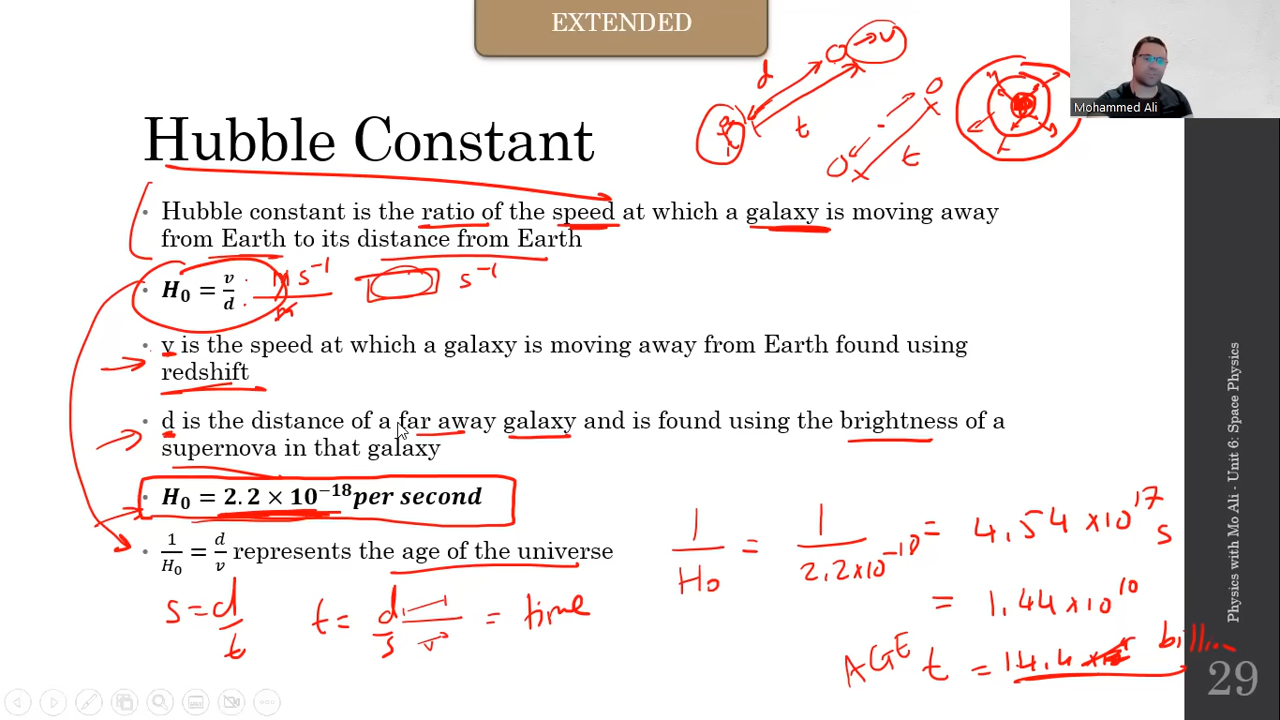 EXTENDED
→ v
d
t
t
Mohammed Ali
Hubble Constant
• Hubble constant is the ratio of the speed at which a galaxy is moving away
from Earth to its distance from Earth
• H₀ = v/d
m s⁻¹ / m
s⁻¹
• v is the speed at which a galaxy is moving away from Earth found using
redshift
• d is the distance of a far away galaxy and is found using the brightness of a
supernova in that galaxy
• H₀ = 2.2 × 10⁻¹⁸ per second
• 1/H₀ = d/v represents the age of the universe
s = d/t
t = d/s = time
1/H₀ = 1/2.2×10⁻¹⁸ = 4.54 ×10¹⁷ s
= 1.44×10¹⁰
AGE t = 14.4 billion
Physics with Mo Ali - Unit 6: Space Physics
29